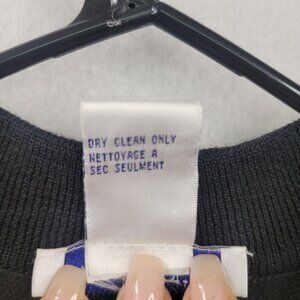 DRY CLEAN ONLY
NETTOYAGE A
SEC SEULMENT